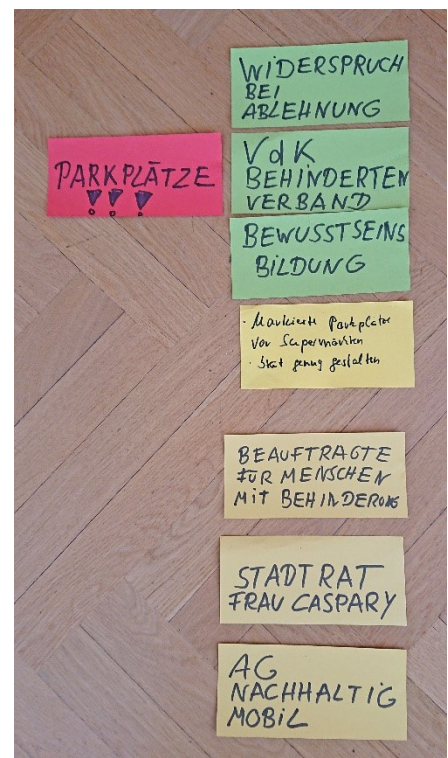 PARKPLÄTZE
!!!
WIDERSPRUCH
BEI
ABLEHNUNG
VdK
BEHINDERTEN
VERBAND
BEWUSSTSEINS
BILDUNG
· Markierte Parkplätze
vor Supermärkten
· genug gestalten
BEAUFTRAGTE
FÜR MENSCHEN
MIT BEHINDERUNG
STADTRAT
FRAU CASPARY
AG
NACHHALTIG
MOBIL